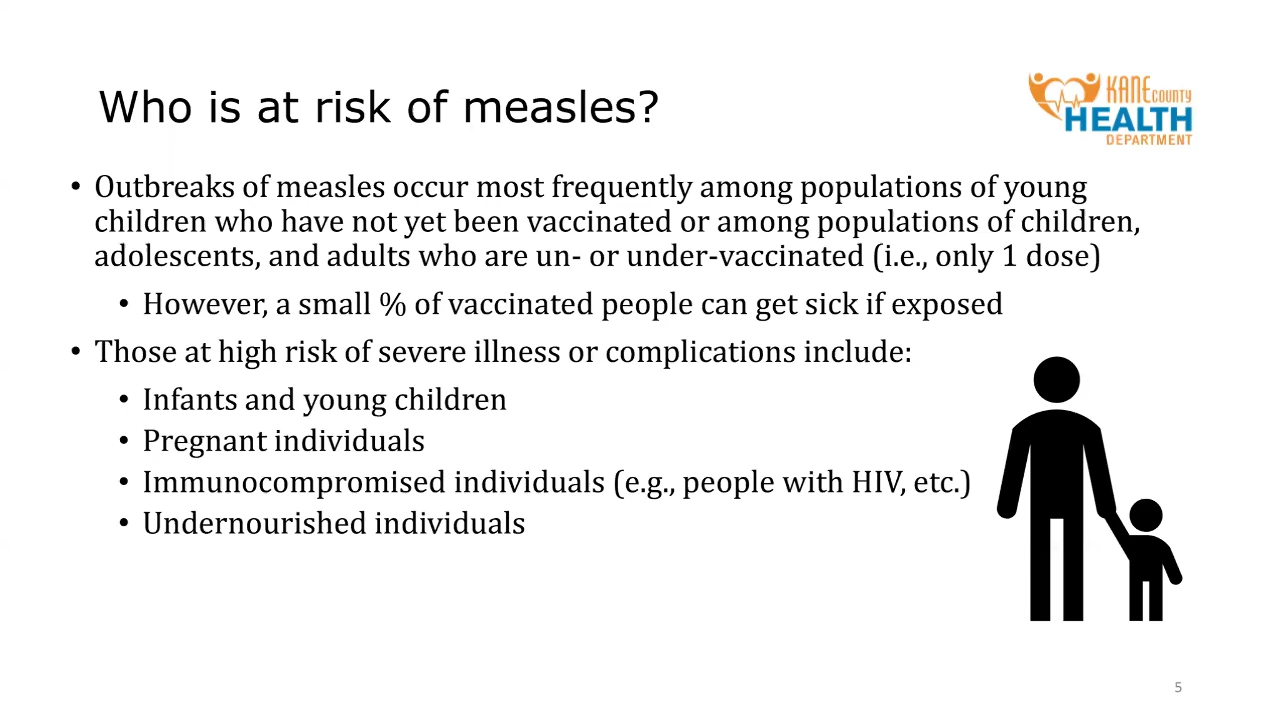 Who is at risk of measles?
KANE COUNTY
HEALTH
DEPARTMENT
• Outbreaks of measles occur most frequently among populations of young
children who have not yet been vaccinated or among populations of children,
adolescents, and adults who are un- or under-vaccinated (i.e., only 1 dose)
• However, a small % of vaccinated people can get sick if exposed
• Those at high risk of severe illness or complications include:
• Infants and young children
• Pregnant individuals
• Immunocompromised individuals (e.g., people with HIV, etc.)
• Undernourished individuals
5